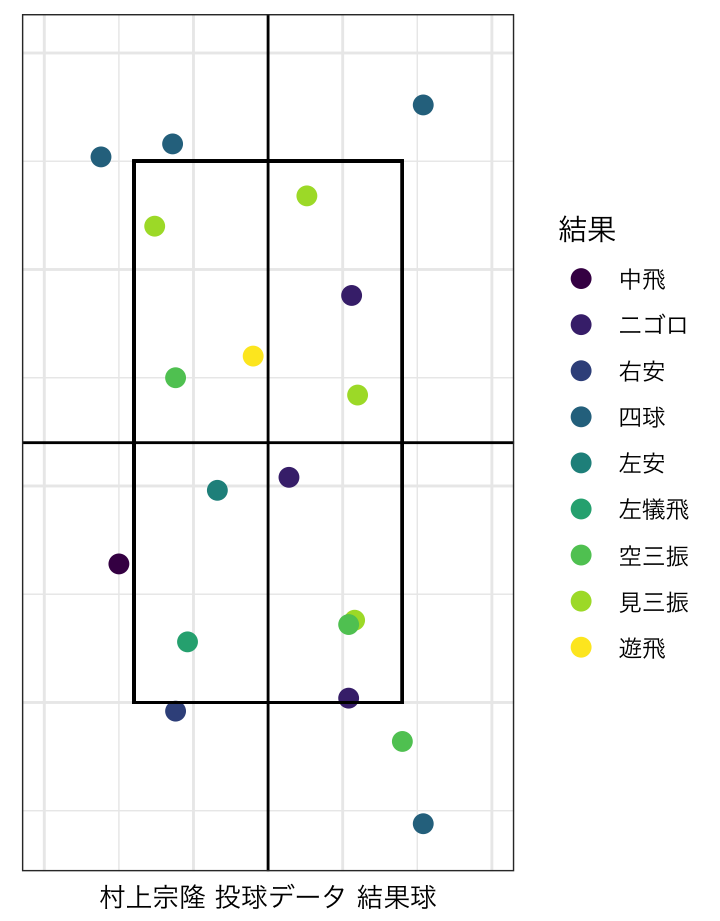 結果
中飛
ニゴロ
右安
四球
左安
左犠飛
空三振
見三振
遊飛
村上宗隆 投球データ 結果球